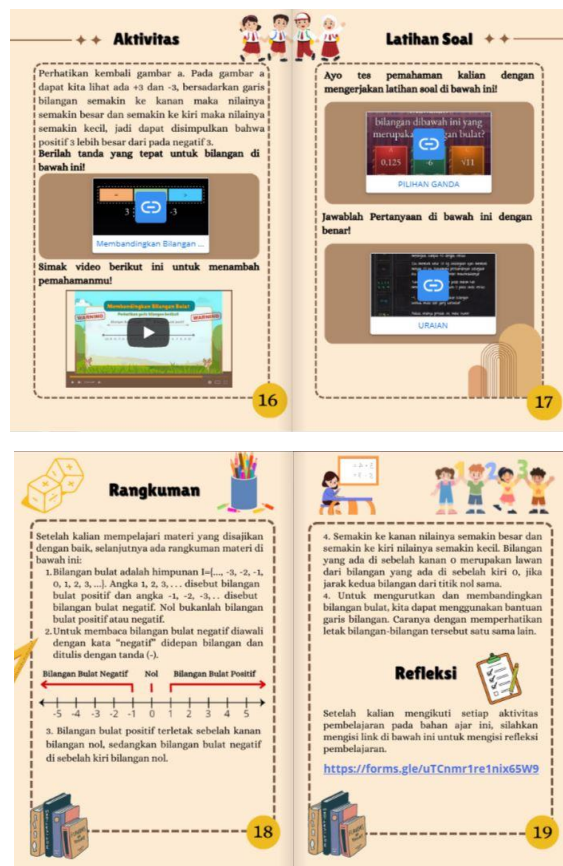 Aktivitas
Perhatikan kembali gambar a. Pada gambar a
dapat kita lihat ada +3 dan -3, bersadarkan garis
bilangan semakin ke kanan maka nilainya
semakin besar dan semakin ke kiri maka nilainya
semakin kecil, jadi dapat disimpulkan bahwa
positif 3 lebih besar dari pada negatif 3.
Berilah tanda yang tepat untuk bilangan di
bawah ini!
3 -3
Membandingkan Bilangan ...
Simak video berikut ini untuk menambah
pemahamanmu!
Membandingkan Bilangan Bulat
WARNING
WARNING
16
Latihan Soal
Ayo tes pemahaman kalian dengan
mengerjakan latihan soal di bawah ini!
bilangan dibawah ini yang
bulat?
0,125 -6 √11
PILIHAN GANDA
Jawablah Pertanyaan di bawah ini dengan
benar!
URAIAN
17
Rangkuman
Setelah kalian mempelajari materi yang disajikan
dengan baik, selanjutnya ada rangkuman materi di
bawah ini:
1. Bilangan bulat adalah himpunan I={..., -3, -2, -1,
0, 1, 2, 3, ...}. Angka 1, 2, 3, . . . disebut bilangan
bulat positif dan angka -1, -2, -3, . . disebut
bilangan bulat negatif. Nol bukanlah bilangan
bulat positif atau negatif.
2. Untuk membaca bilangan bulat negatif diawali
dengan kata "negatif" didepan bilangan dan
ditulis dengan tanda (-).
Bilangan Bulat Negatif Nol Bilangan Bulat Positif
-5 -4 -3 -2 -1 0 1 2 3 4 5
3. Bilangan bulat positif terletak sebelah kanan
bilangan nol, sedangkan bilangan bulat negatif
di sebelah kiri bilangan nol.
18
1 2 3
4. Semakin ke kanan nilainya semakin besar dan
semakin ke kiri nilainya semakin kecil. Bilangan
yang ada di sebelah kanan 0 merupakan lawan
dari bilangan yang ada di sebelah kiri 0, jika
jarak kedua bilangan dari titik nol sama.
4. Untuk mengurutkan dan membandingkan
bilangan bulat, kita dapat menggunakan bantuan
garis bilangan. Caranya dengan memperhatikan
letak bilangan-bilangan tersebut satu sama lain.
Refleksi
Setelah kalian mengikuti setiap aktivitas
pembelajaran pada bahan ajar ini, silahkan
mengisi link di bawah ini untuk mengisi refleksi
pembelajaran.
https://forms.gle/uTCnmr1re1nix65W9
19